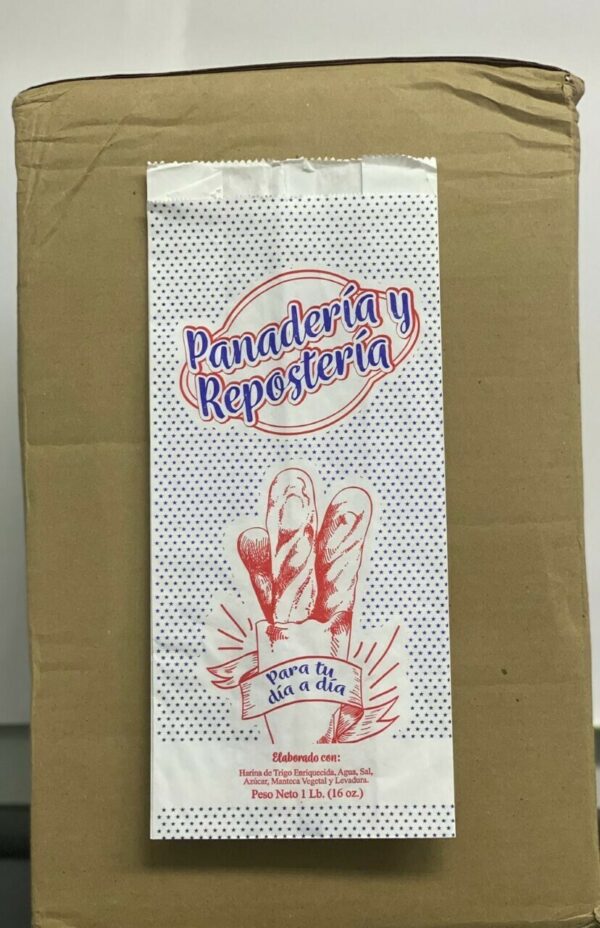 Panadería y
Repostería
Para tu
día a día
Elaborado con:
Harina de Trigo Enriquecida, Agua, Sal,
Azúcar, Manteca Vegetal y Levadura.
Peso Neto 1 Lb. (16 oz.)